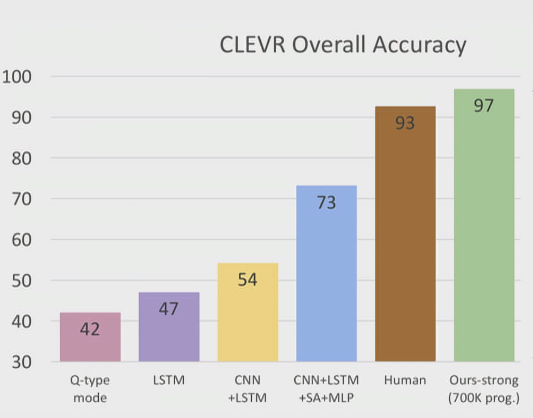 CLEVR Overall Accuracy
100
90
80
70
60
50
40
30
42
47
54
73
93
97
Q-type
mode
LSTM
CNN
+LSTM
CNN+LSTM
+SA+MLP
Human
Ours-strong
(700K prog.)